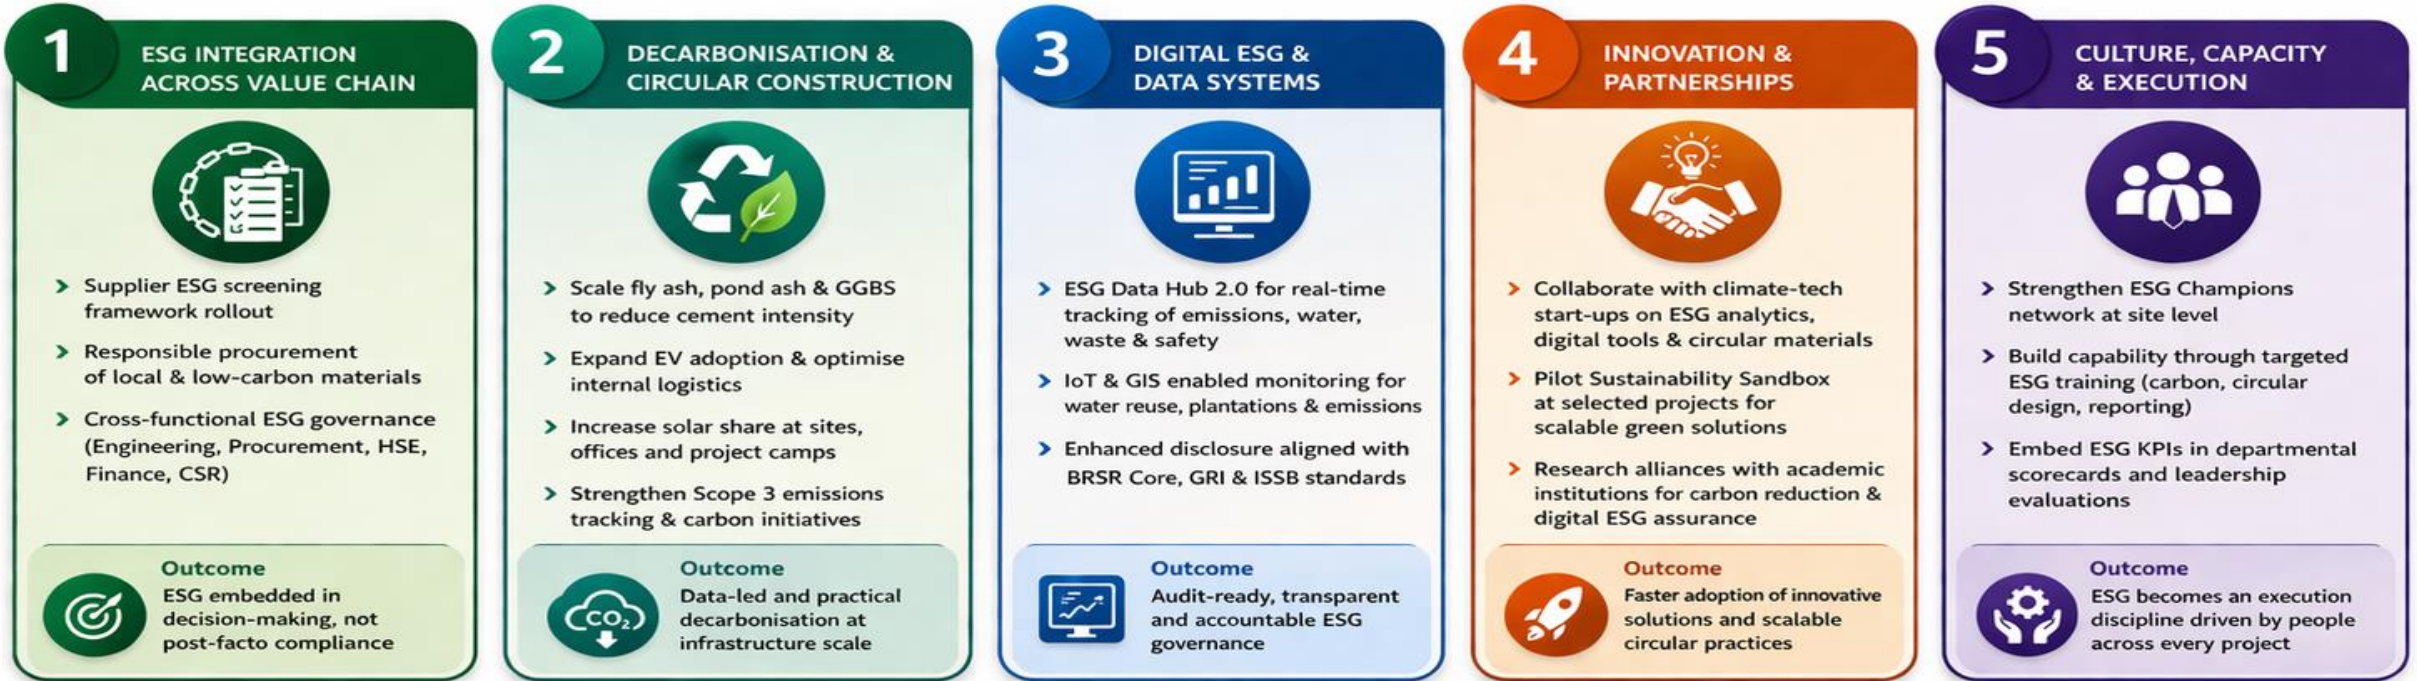 1
ESG INTEGRATION
ACROSS VALUE CHAIN
> Supplier ESG screening
framework rollout
> Responsible procurement
of local & low-carbon materials
> Cross-functional ESG governance
(Engineering, Procurement, HSE,
Finance, CSR)
Outcome
ESG embedded in
decision-making, not
post-facto compliance
2
DECARBONISATION &
CIRCULAR CONSTRUCTION
> Scale fly ash, pond ash & GGBS
to reduce cement intensity
> Expand EV adoption & optimise
internal logistics
> Increase solar share at sites,
offices and project camps
> Strengthen Scope 3 emissions
tracking & carbon initiatives
CO₂
Outcome
Data-led and practical
decarbonisation at
infrastructure scale
3
DIGITAL ESG &
DATA SYSTEMS
> ESG Data Hub 2.0 for real-time
tracking of emissions, water,
waste & safety
> IoT & GIS enabled monitoring for
water reuse, plantations & emissions
> Enhanced disclosure aligned with
BRSR Core, GRI & ISSB standards
Outcome
Audit-ready, transparent
and accountable ESG
governance
4
INNOVATION &
PARTNERSHIPS
> Collaborate with climate-tech
start-ups on ESG analytics,
digital tools & circular materials
> Pilot Sustainability Sandbox
at selected projects for
scalable green solutions
> Research alliances with academic
institutions for carbon reduction &
digital ESG assurance
Outcome
Faster adoption of innovative
solutions and scalable
circular practices
5
CULTURE, CAPACITY
& EXECUTION
> Strengthen ESG Champions
network at site level
> Build capability through targeted
ESG training (carbon, circular
design, reporting)
> Embed ESG KPIs in departmental
scorecards and leadership
evaluations
Outcome
ESG becomes an execution
discipline driven by people
across every project